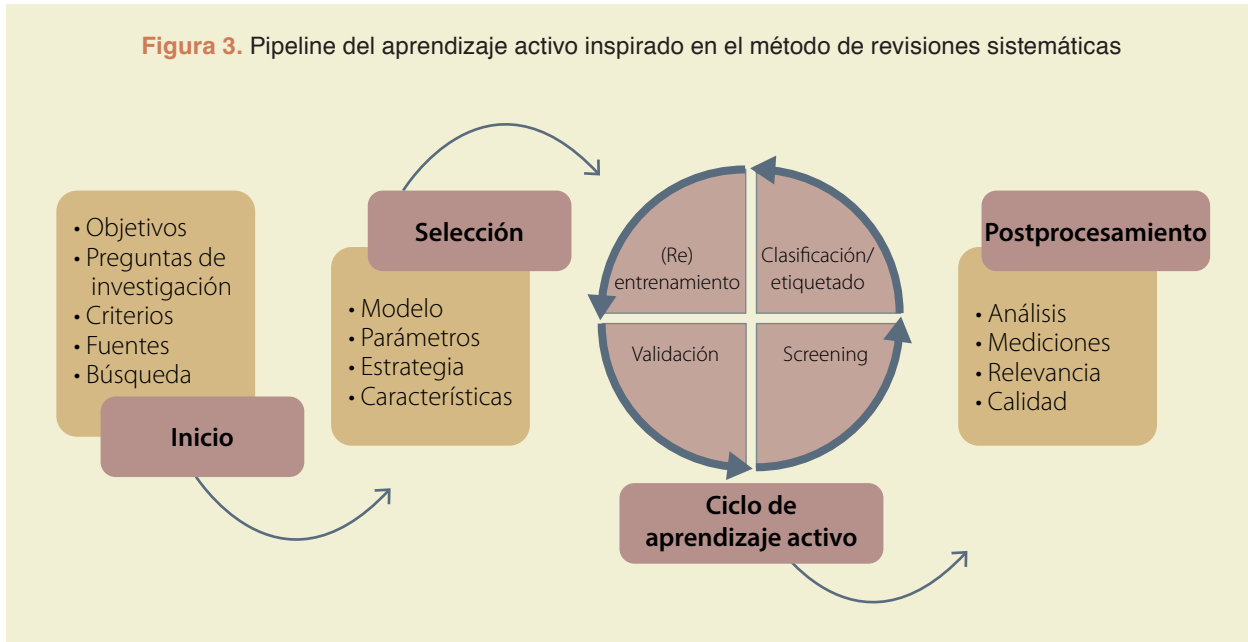 Figura 3. Pipeline del aprendizaje activo inspirado en el método de revisiones sistemáticas
• Objetivos
• Preguntas de
investigación
• Criterios
• Fuentes
• Búsqueda
Inicio
Selección
• Modelo
• Parámetros
• Estrategia
• Características
(Re)
entrenamiento
Clasificación/
etiquetado
Validación
Screening
Ciclo de
aprendizaje activo
Postprocesamiento
• Análisis
• Mediciones
• Relevancia
• Calidad